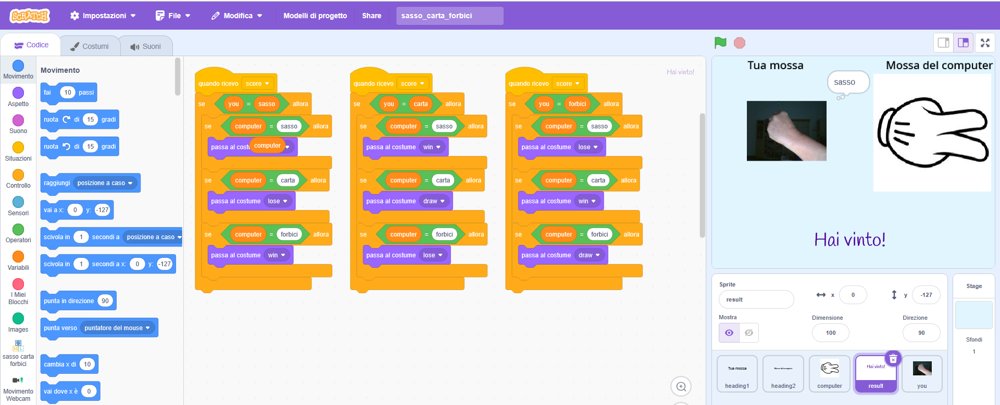 SCRATCH
Impostazioni
File
Modifica
Modelli di progetto
Share
sasso_carta_forbici
Codice
Costumi
Suoni
Movimento
Aspetto
Suono
Situazioni
Controllo
Sensori
Operatori
Variabili
I Miei
Blocchi
Images
sasso carta
forbici
Movimento
Webcam
Movimento
fai 10 passi
ruota di 15 gradi
ruota di 15 gradi
raggiungi posizione a caso
vai a x: 0 y: -127
scivola in 1 secondi a posizione a caso
scivola in 1 secondi a x: 0 y: -127
punta in direzione 90
punta verso puntatore del mouse
cambia x di 10
vai dove x è 0
quando ricevo score
se you = sasso allora
se computer = sasso allora
passa al costu
computer
se computer = carta allora
passa al costume lose
se computer = forbici allora
passa al costume win
quando ricevo score
se you = carta allora
se computer = sasso allora
passa al costume win
se computer = carta allora
passa al costume draw
se computer = forbici allora
passa al costume lose
quando ricevo score
se you = forbici allora
se computer = sasso allora
passa al costume lose
se computer = carta allora
passa al costume win
se computer = forbici allora
passa al costume draw
Hai vinto!
Tua mossa
Mossa del computer
sasso
Hai vinto!
Sprite
result
x 0
y -127
Mostra
Dimensione
100
Direzione
90
Tua mossa
heading1
Mossa del computer
heading2
computer
Hai vinto!
result
you
Stage
Sfondi
1